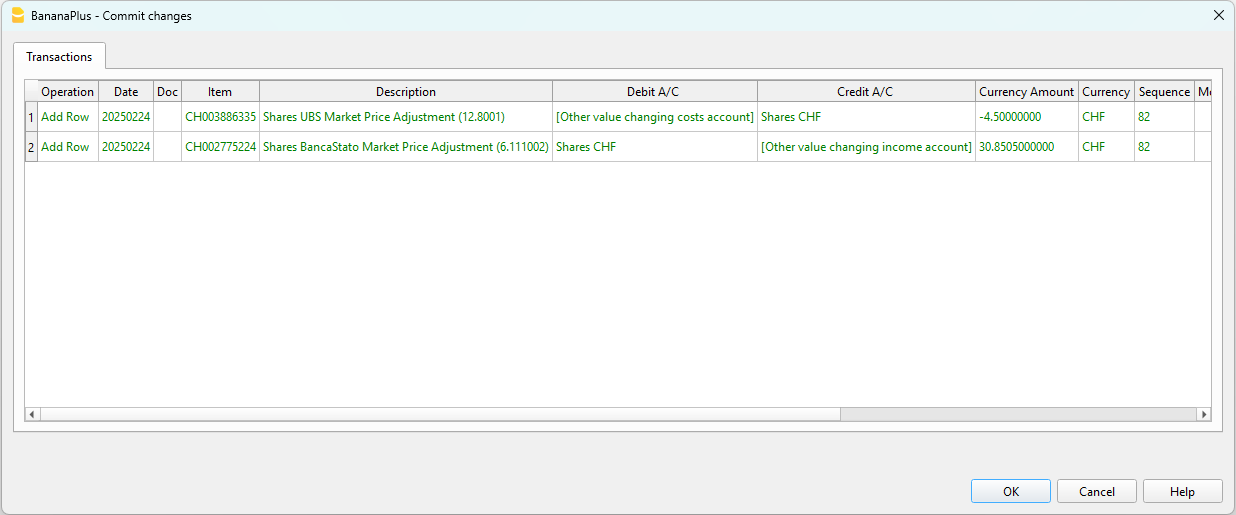 BananaPlus - Commit changes
Transactions
Operation Date Doc Item Description Debit A/C Credit A/C Currency Amount Currency Sequence
1 Add Row 20250224 CH003886335 Shares UBS Market Price Adjustment (12.8001) [Other value changing costs account] Shares CHF -4.50000000 CHF 82
2 Add Row 20250224 CH002775224 Shares BancaStato Market Price Adjustment (6.111002) Shares CHF [Other value changing income account] 30.8505000000 CHF 82
OK Cancel Help